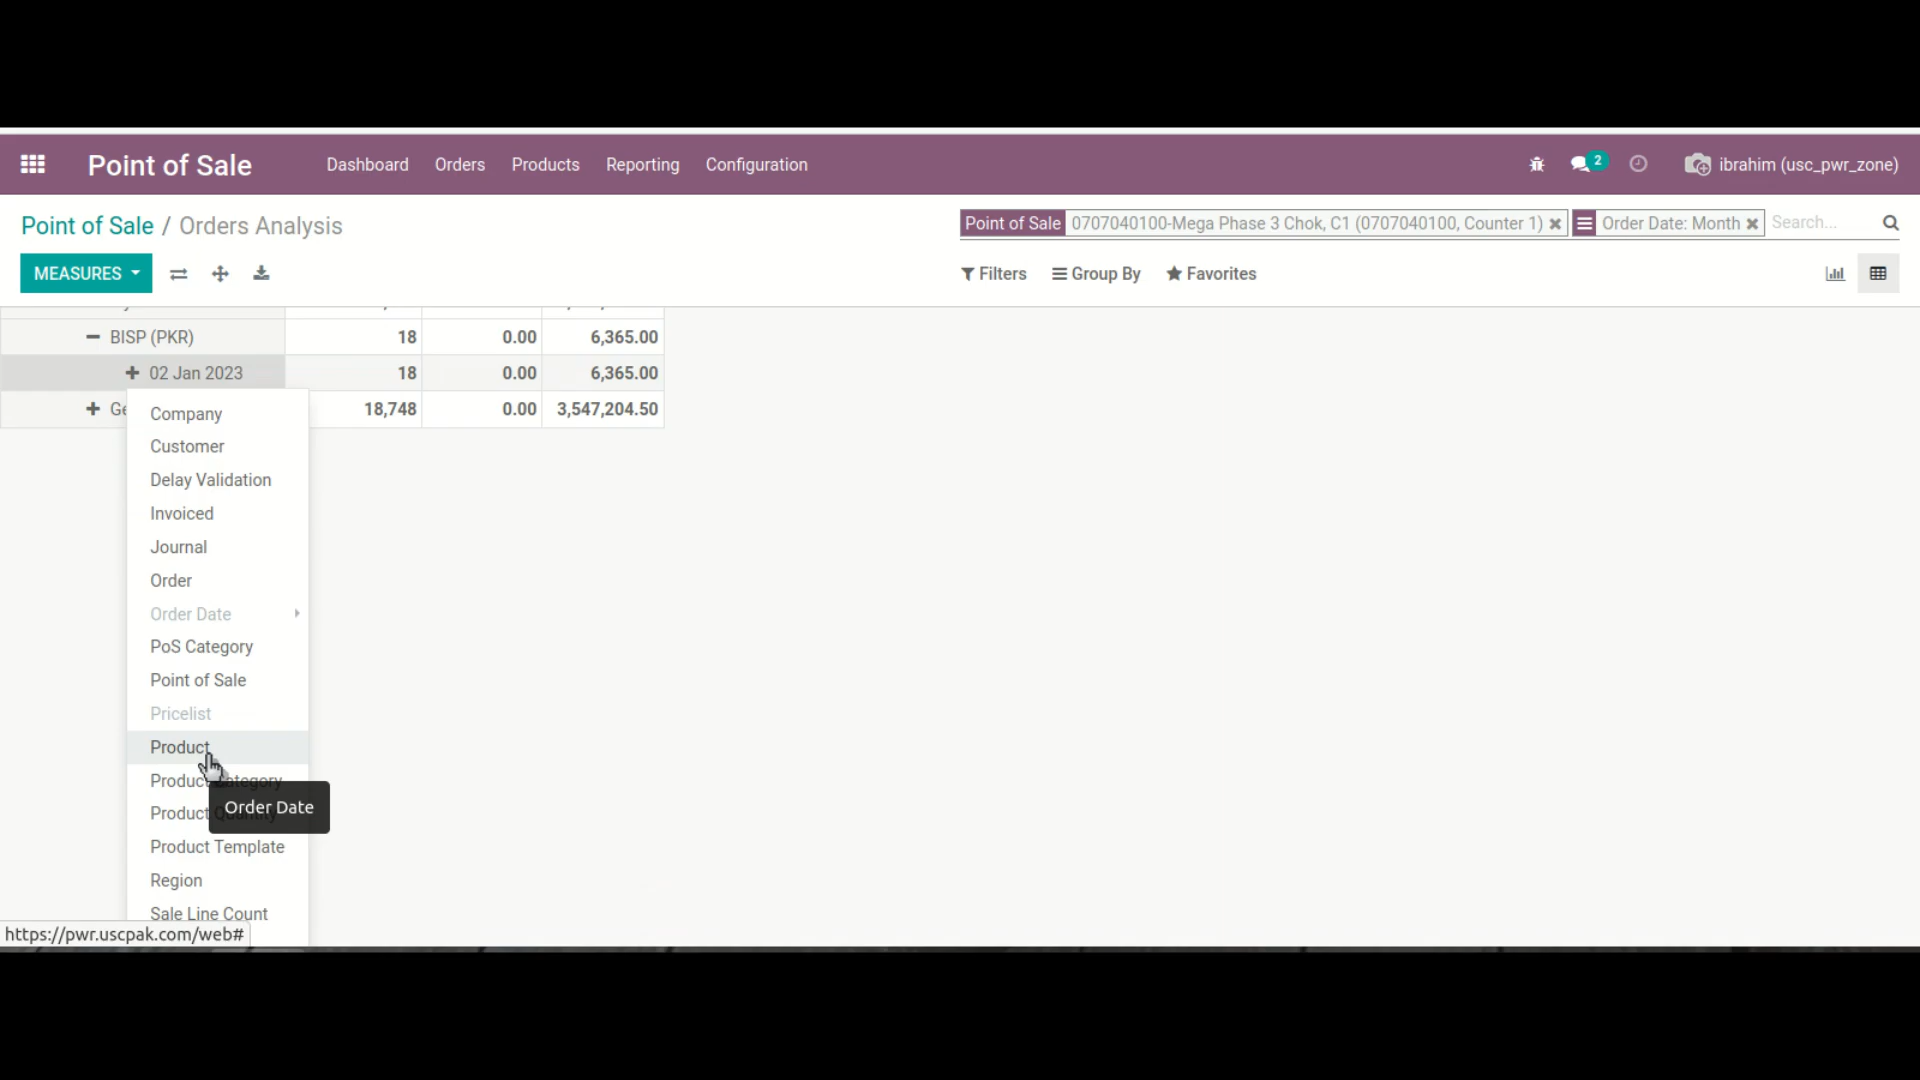 Point of Sale Dashboard Orders Products Reporting Configuration 2 ibrahim (usc_pwr_zone)
Point of Sale / Orders Analysis
Point of Sale 0707040100-Mega Phase 3 Chok, C1 (0707040100, Counter 1) Order Date: Month Search...
MEASURES Filters Group By Favorites
BISP (PKR) 18 0.00 6,365.00
02 Jan 2023 18 0.00 6,365.00
18,748 0.00 3,547,204.50
Company
Customer
Delay Validation
Invoiced
Journal
Order
Order Date
PoS Category
Point of Sale
Pricelist
Product
Product Category
Order Date
Product Quantity
Product Template
Region
Sale Line Count
https://pwr.uscpak.com/web#